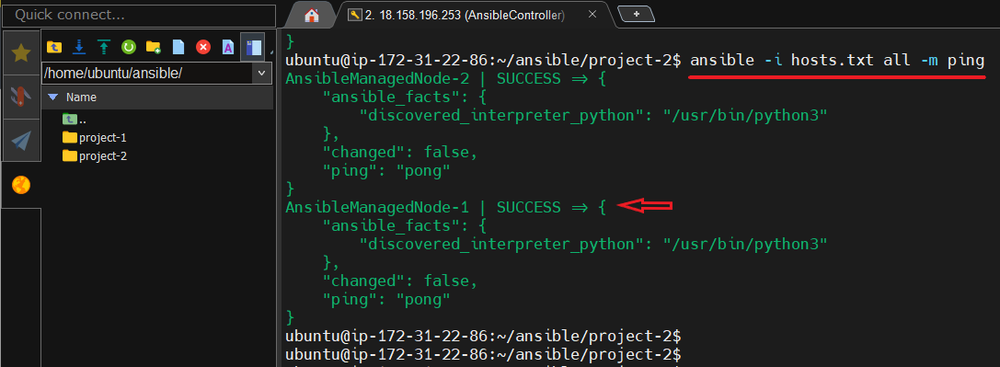 Quick connect...
2. 18.158.196.253 (AnsibleController)
/home/ubuntu/ansible/
Name
..
project-1
project-2
}
ubuntu@ip-172-31-22-86:~/ansible/project-2$ ansible -i hosts.txt all -m ping
AnsibleManagedNode-2 | SUCCESS => {
    "ansible_facts": {
        "discovered_interpreter_python": "/usr/bin/python3"
    },
    "changed": false,
    "ping": "pong"
}
AnsibleManagedNode-1 | SUCCESS => {
    "ansible_facts": {
        "discovered_interpreter_python": "/usr/bin/python3"
    },
    "changed": false,
    "ping": "pong"
}
ubuntu@ip-172-31-22-86:~/ansible/project-2$
ubuntu@ip-172-31-22-86:~/ansible/project-2$